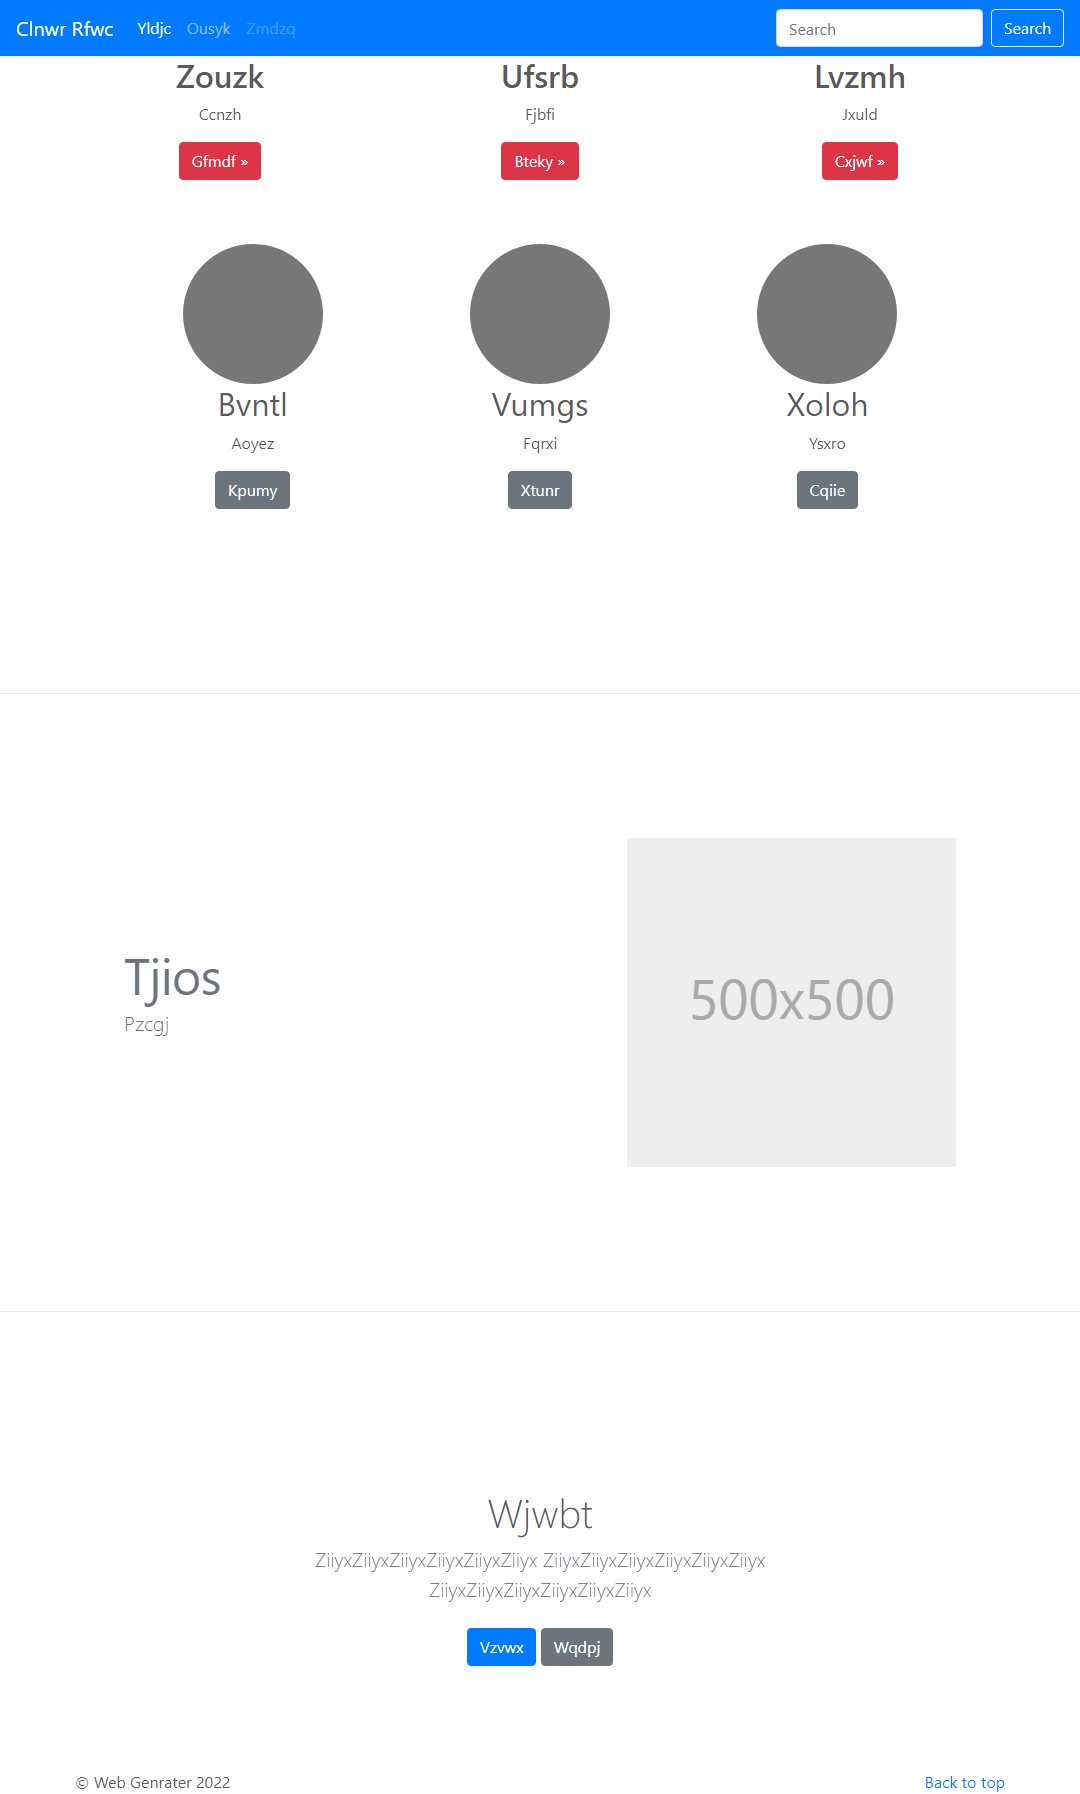 Clnwr Rfwc Yldjc Ousyk Zmdzq Search Search
Zouzk Ufsrb Lvzmh
Ccnzh Fjbfi Jxuld
Gfmdf » Bteky » Cxjwf »
Bvntl Vumgs Xoloh
Aoyez Fqrxi Ysxro
Kpumy Xtunr Cqiie
Tjios
Pzcgj
500x500
Wjwbt
ZiiyxZiiyxZiiyxZiiyxZiiyxZiiyx ZiiyxZiiyxZiiyxZiiyxZiiyxZiiyx
ZiiyxZiiyxZiiyxZiiyxZiiyxZiiyx
Vzvwx Wqdpj
© Web Genrater 2022 Back to top